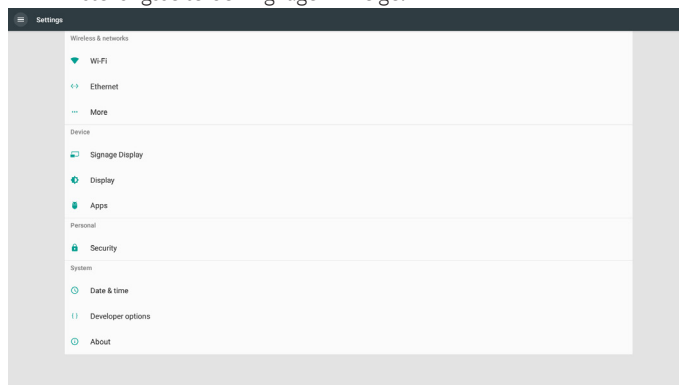 Settings
Wireless & networks
Wi-Fi
Ethernet
More
Device
Signage Display
Display
Apps
Personal
Security
System
Date & time
Developer options
About